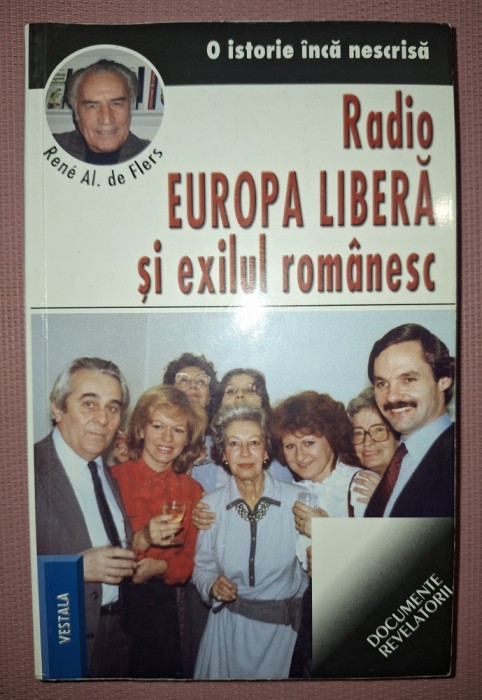 O istorie încă nescrisă
René Al. de Flers
Radio
EUROPA LIBERĂ
și exilul românesc
VESTALA
DOCUMENTE
REVELATORII